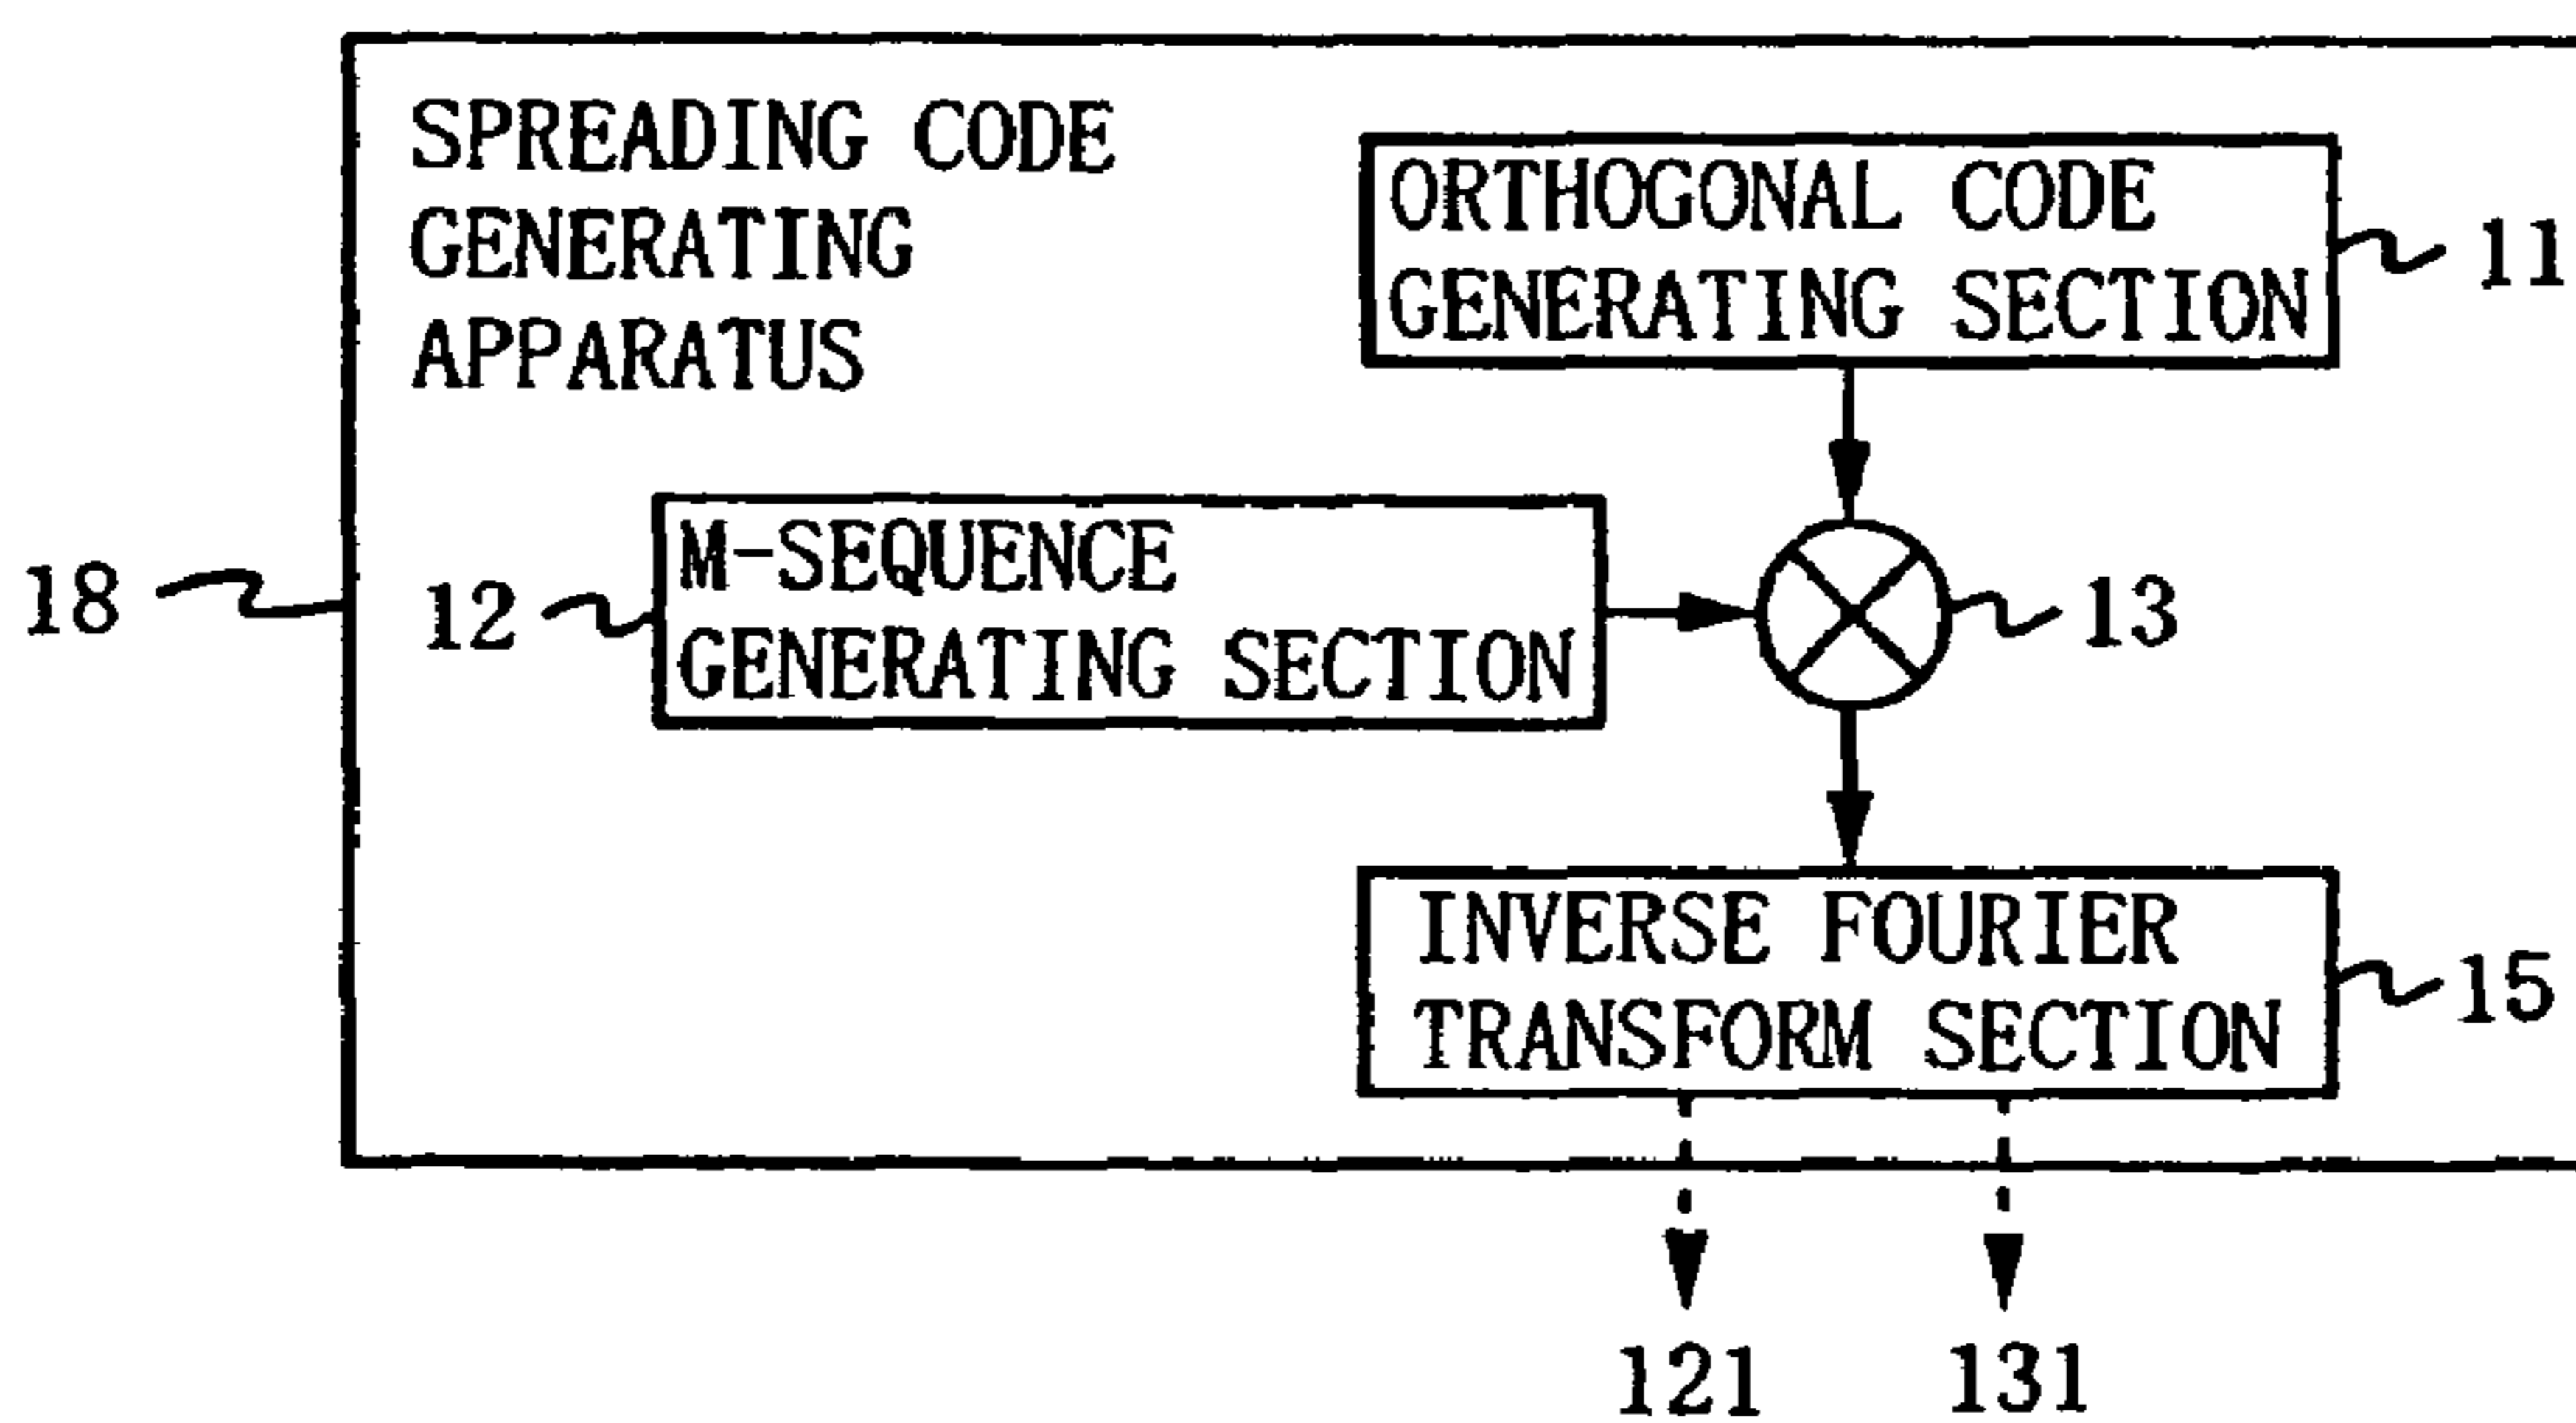 SPREADING CODE
GENERATING
APPARATUS
ORTHOGONAL CODE
GENERATING SECTION
11
M-SEQUENCE
GENERATING SECTION
18
12
13
INVERSE FOURIER
TRANSFORM SECTION
15
121
131